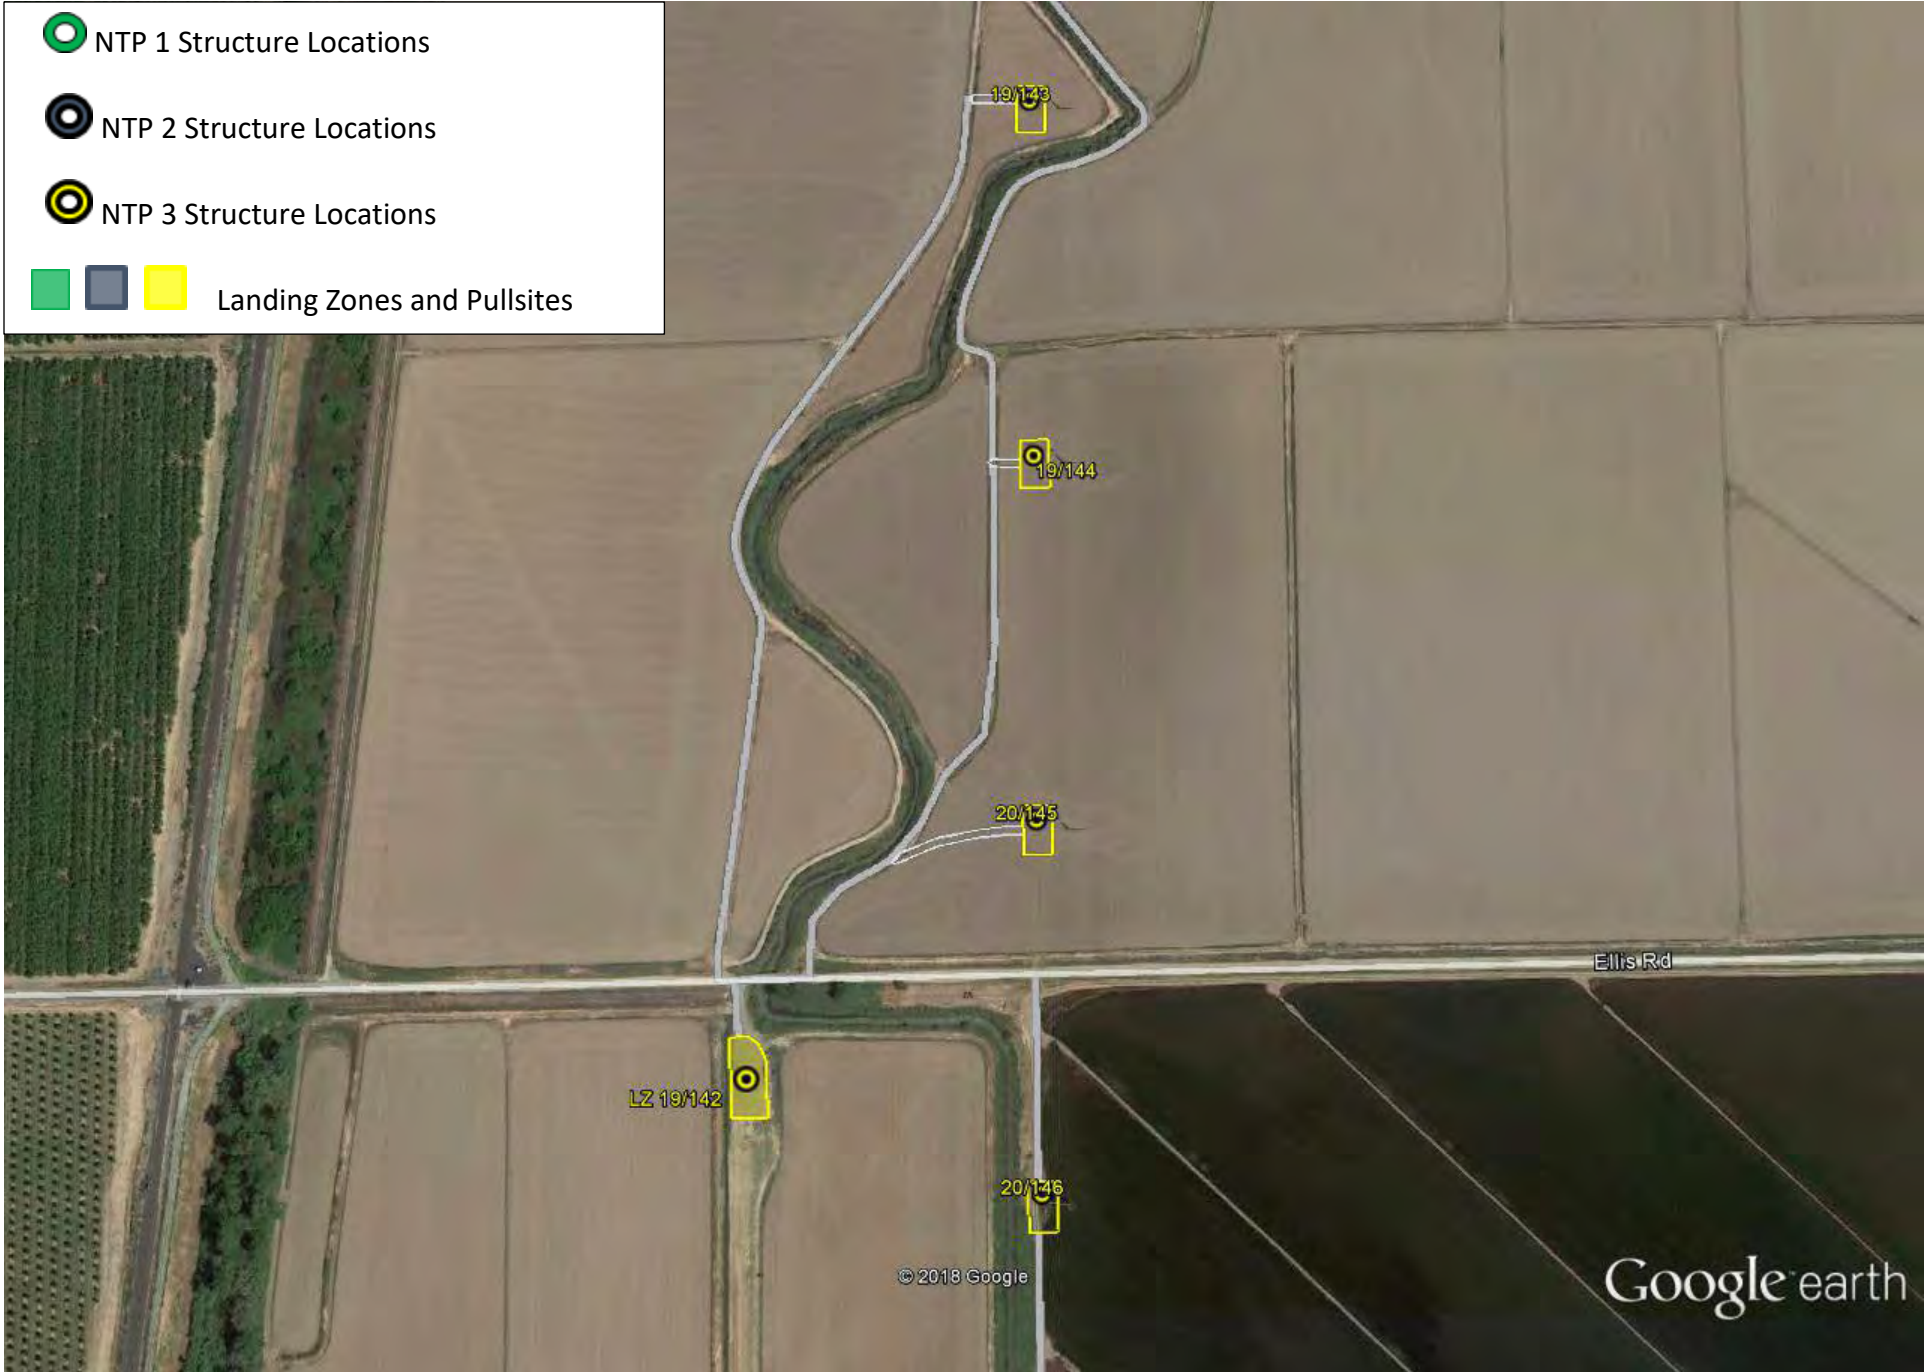 NTP 1 Structure Locations
NTP 2 Structure Locations
NTP 3 Structure Locations
Landing Zones and Pullsites
19/143
19/144
20/145
Ellis Rd
LZ 19/142
20/146
© 2018 Google
Google earth